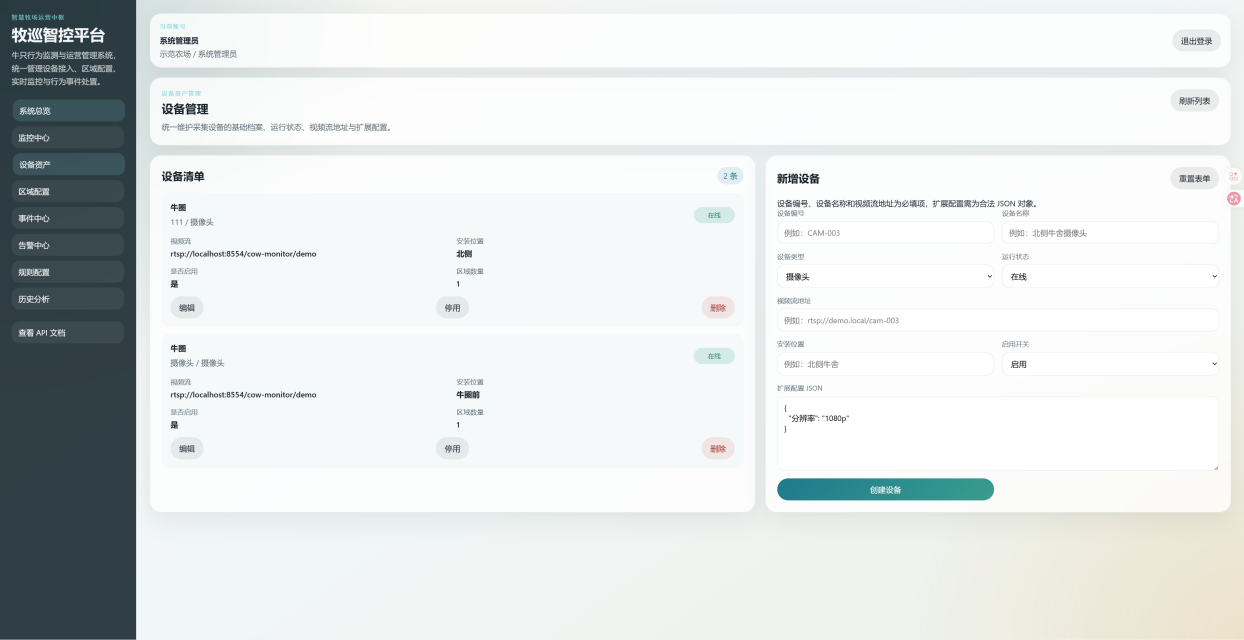 智慧牧场运营中枢
牧巡智控平台
牛只行为监测与运营管理系统,
统一管理设备接入、区域配置、
实时监控与行为事件处置。
系统总览
监控中心
设备资产
区域配置
事件中心
告警中心
规则配置
历史分析
查看 API 文档
当前账号
系统管理员
示范农场 / 系统管理员
退出登录
设备资产管理
设备管理
统一维护采集设备的基础档案、运行状态、视频流地址与扩展配置。
刷新列表
设备清单
2 条
牛圈
111 / 摄像头
在线
视频流
安装位置
rtsp://localhost:8554/cow-monitor/demo
北侧
是否启用
区域数量
是
1
编辑
停用
删除
牛圈
摄像头 / 摄像头
在线
视频流
安装位置
rtsp://localhost:8554/cow-monitor/demo
牛圈前
是否启用
区域数量
是
1
编辑
停用
删除
新增设备
重置表单
设备编号、设备名称和视频流地址为必填项，扩展配置需为合法 JSON 对象。
设备编号
设备名称
例如：CAM-003
例如：北侧牛舍摄像头
设备类型
运行状态
摄像头
在线
视频流地址
例如：rtsp://demo.local/cam-003
安装位置
启用开关
例如：北侧牛舍
启用
扩展配置 JSON
{
"分辨率": "1080p"
}
创建设备